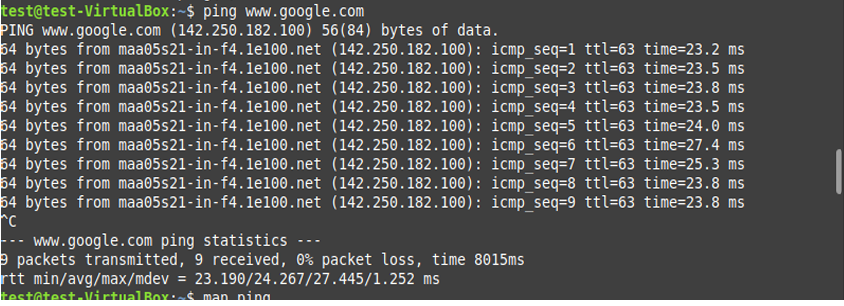 test@test-VirtualBox:~$ ping www.google.com
PING www.google.com (142.250.182.100) 56(84) bytes of data.
64 bytes from maa05s21-in-f4.1e100.net (142.250.182.100): icmp_seq=1 ttl=63 time=23.2 ms
64 bytes from maa05s21-in-f4.1e100.net (142.250.182.100): icmp_seq=2 ttl=63 time=23.5 ms
64 bytes from maa05s21-in-f4.1e100.net (142.250.182.100): icmp_seq=3 ttl=63 time=23.8 ms
64 bytes from maa05s21-in-f4.1e100.net (142.250.182.100): icmp_seq=4 ttl=63 time=23.5 ms
64 bytes from maa05s21-in-f4.1e100.net (142.250.182.100): icmp_seq=5 ttl=63 time=24.0 ms
64 bytes from maa05s21-in-f4.1e100.net (142.250.182.100): icmp_seq=6 ttl=63 time=27.4 ms
64 bytes from maa05s21-in-f4.1e100.net (142.250.182.100): icmp_seq=7 ttl=63 time=25.3 ms
64 bytes from maa05s21-in-f4.1e100.net (142.250.182.100): icmp_seq=8 ttl=63 time=23.8 ms
64 bytes from maa05s21-in-f4.1e100.net (142.250.182.100): icmp_seq=9 ttl=63 time=23.8 ms
^C
--- www.google.com ping statistics ---
9 packets transmitted, 9 received, 0% packet loss, time 8015ms
rtt min/avg/max/mdev = 23.190/24.267/27.445/1.252 ms
test@test-VirtualBox:~$ man ping